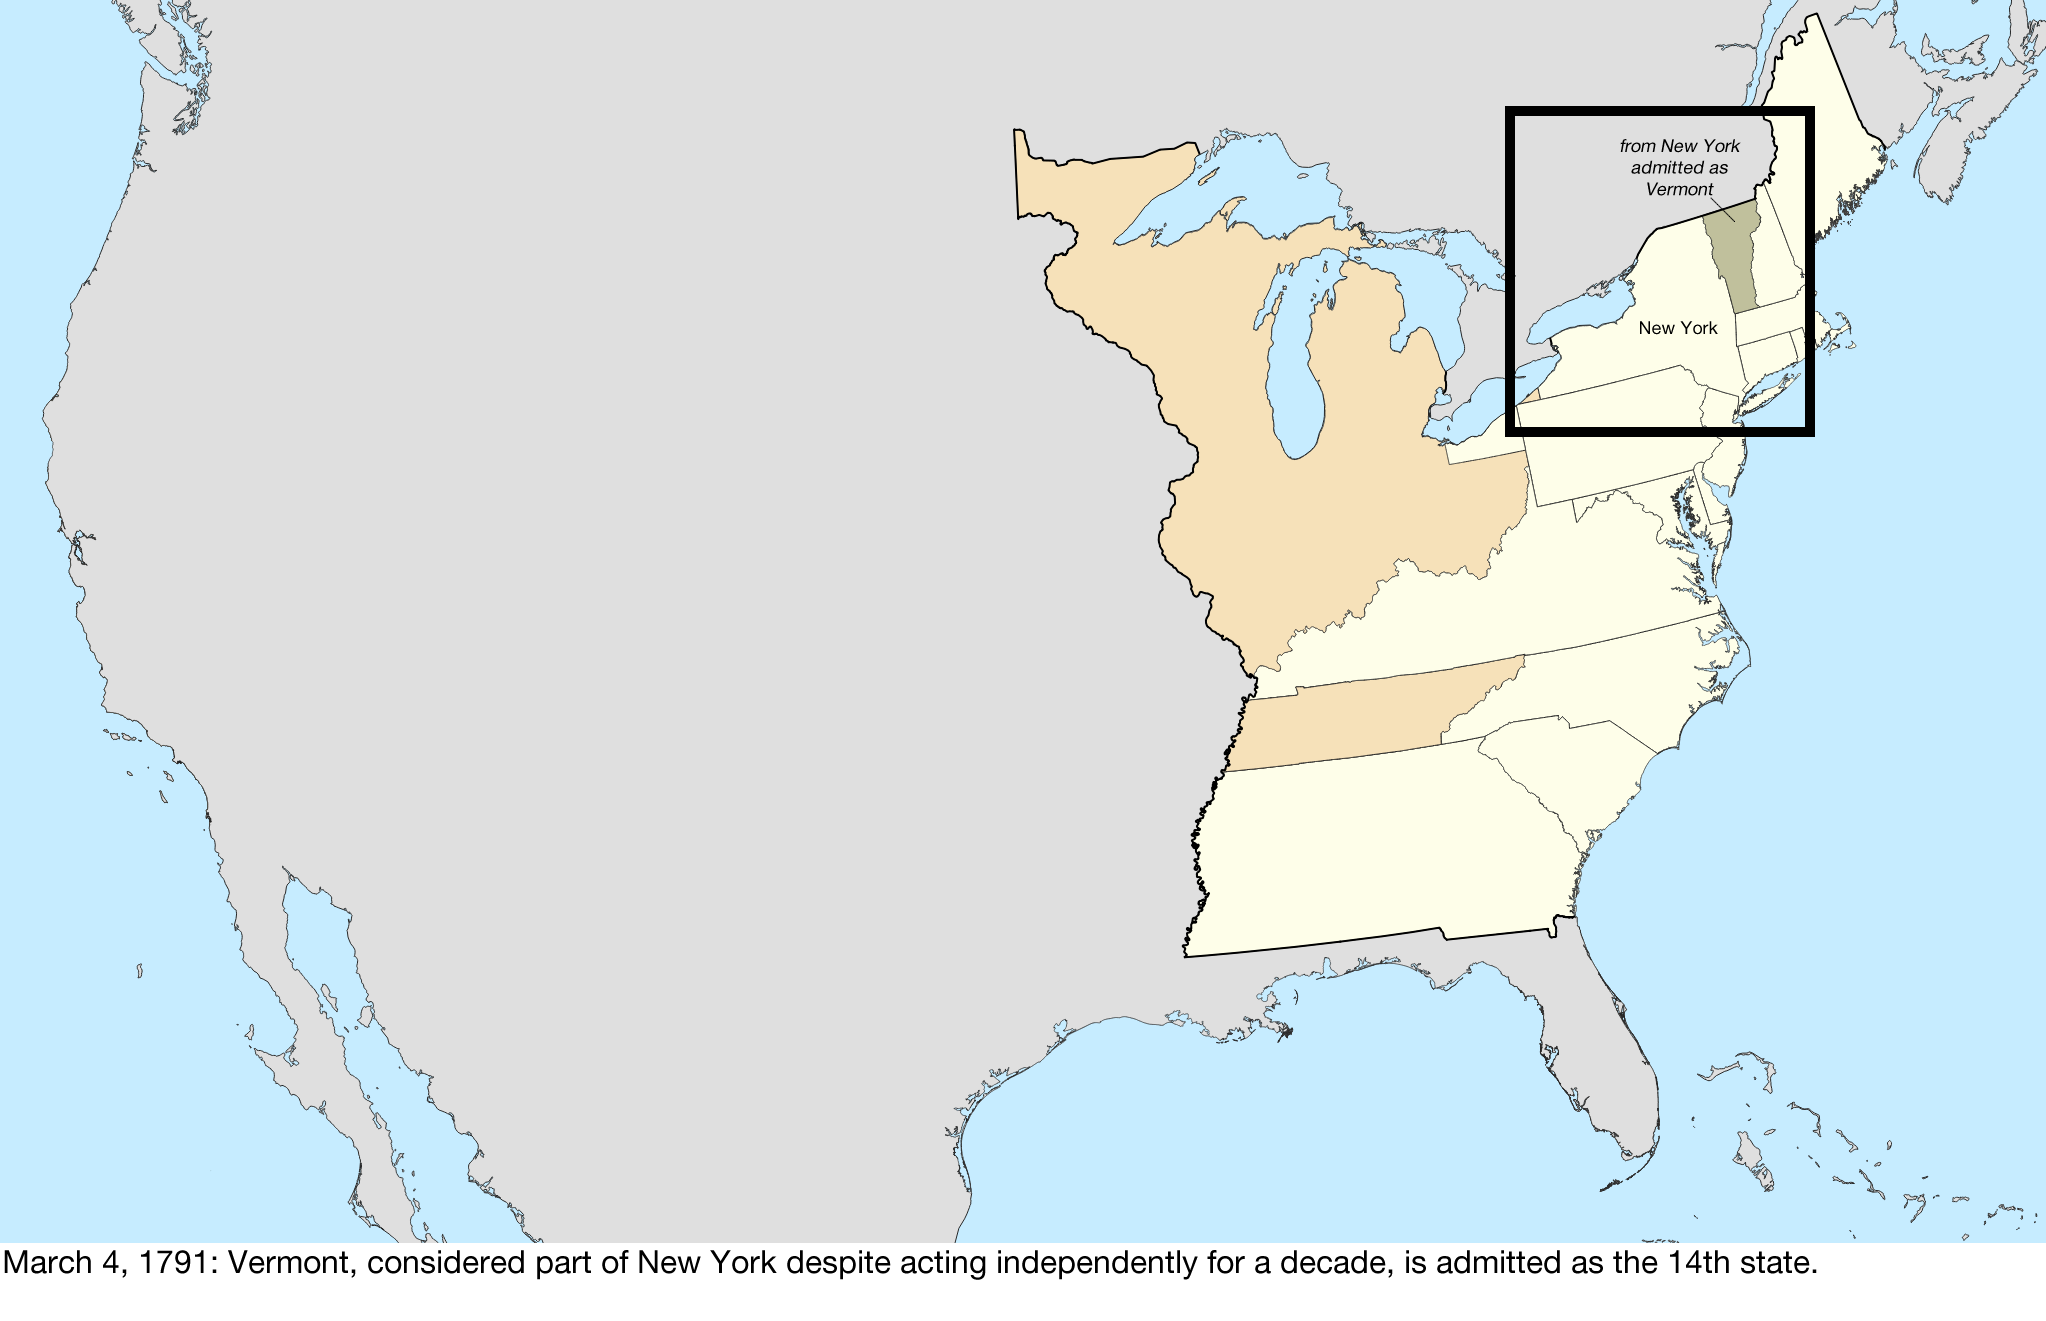 from New York
admitted as
Vermont
New York
March 4, 1791: Vermont, considered part of New York despite acting independently for a decade, is admitted as the 14th state.